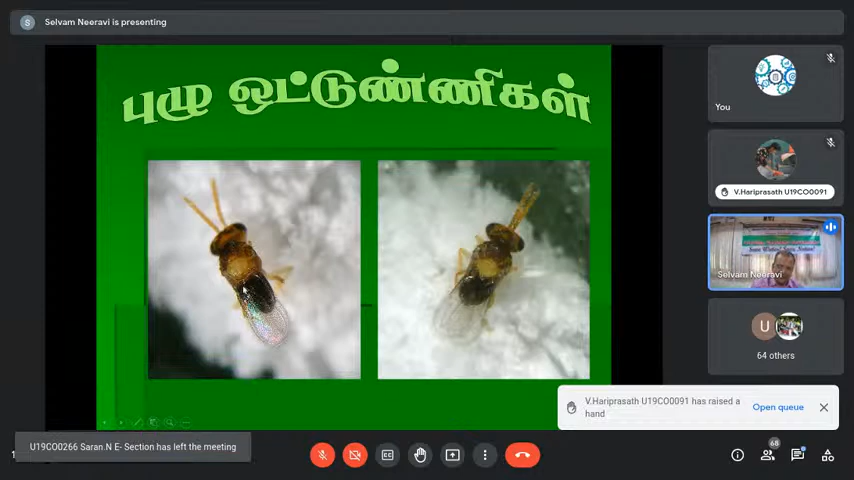 S Selvam Neeravi is presenting
புழு ஒட்டுண்ணிகள்
You
V.Hariprasath U19CO0091
Selvam Neeravi
U
64 others
V.Hariprasath U19CO0091 has raised a
hand
Open queue
U19CO0266 Saran.N E- Section has left the meeting
68